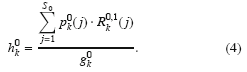 h_k^0 = \frac{\sum_{j=1}^{S_0} p_k^0(j) \cdot R_k^{0,1}(j)}{g_k^0}. (4)